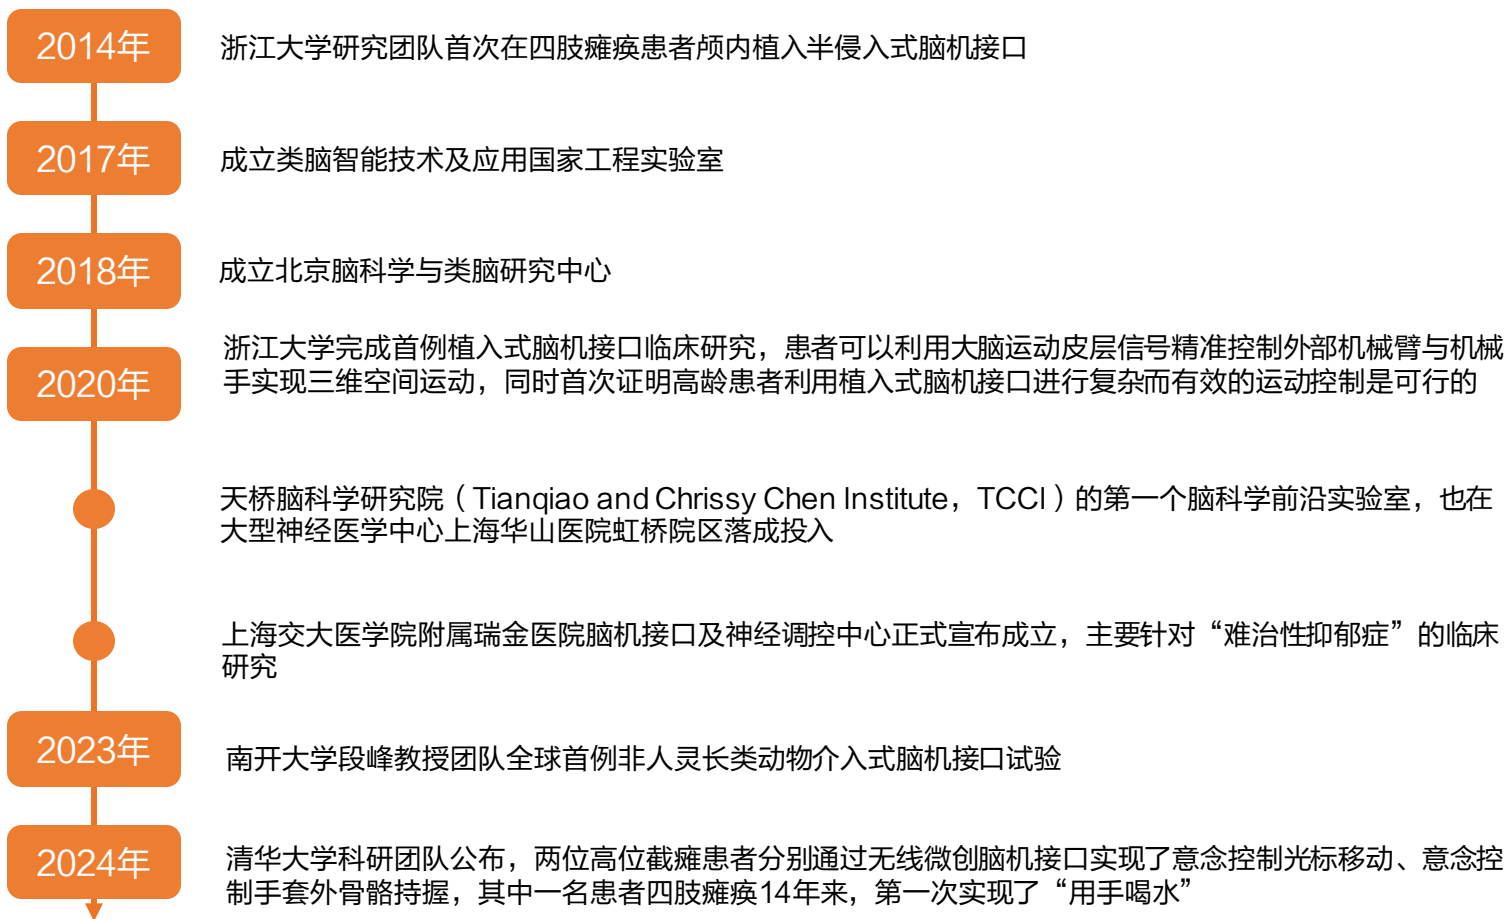 2014年
浙江大学研究团队首次在四肢瘫痪患者颅内植入半侵入式脑机接口
2017年
成立类脑智能技术及应用国家工程实验室
2018年
成立北京脑科学与类脑研究中心
2020年
浙江大学完成首例植入式脑机接口临床研究，患者可以利用大脑运动皮层信号精准控制外部机械臂与机械
手实现三维空间运动，同时首次证明高龄患者利用植入式脑机接口进行复杂而有效的运动控制是可行的
天桥脑科学研究院（Tianqiao and Chrissy Chen Institute，TCCI）的第一个脑科学前沿实验室，也在
大型神经医学中心上海华山医院虹桥院区落成投入
上海交大医学院附属瑞金医院脑机接口及神经调控中心正式宣布成立，主要针对“难治性抑郁症”的临床
研究
2023年
南开大学段峰教授团队全球首例非人灵长类动物介入式脑机接口试验
2024年
清华大学科研团队公布，两位高位截瘫患者分别通过无线微创脑机接口实现了意念控制光标移动、意念控
制手套外骨骼持握，其中一名患者四肢瘫痪14年来，第一次实现了“用手喝水”